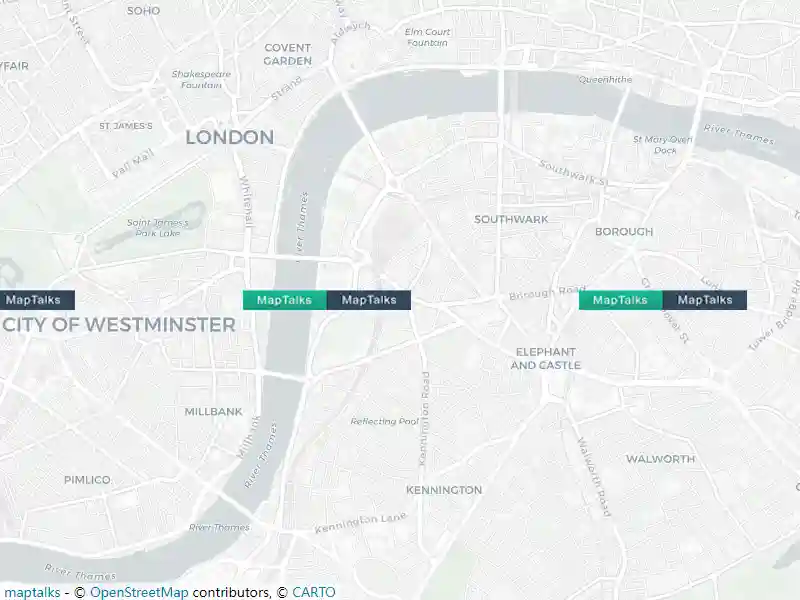 SOHO
Elm Court
Fountain
Aldwych
COVENT
GARDEN
Shakespeare
Fountain
Strand
Queenhithe
ST JAMES'S
LONDON
River Thames
St Mary Overi
Dock
Pall Mall
Southwark St
Whitehall
River Thames
SOUTHWARK
Saint James's
Park Lake
BOROUGH
Borough Road
MapTalks
MapTalks MapTalks
MapTalks MapTalks
CITY OF WESTMINSTER
Tower Bridge Rd
ELEPHANT
AND CASTLE
MILLBANK
Millbank
Reflecting Pool
Kennington Road
River Thames
Walworth Road
WALWORTH
PIMLICO
KENNINGTON
River Thames
Kennington Lane
River Thames
maptalks - © OpenStreetMap contributors, © CARTO